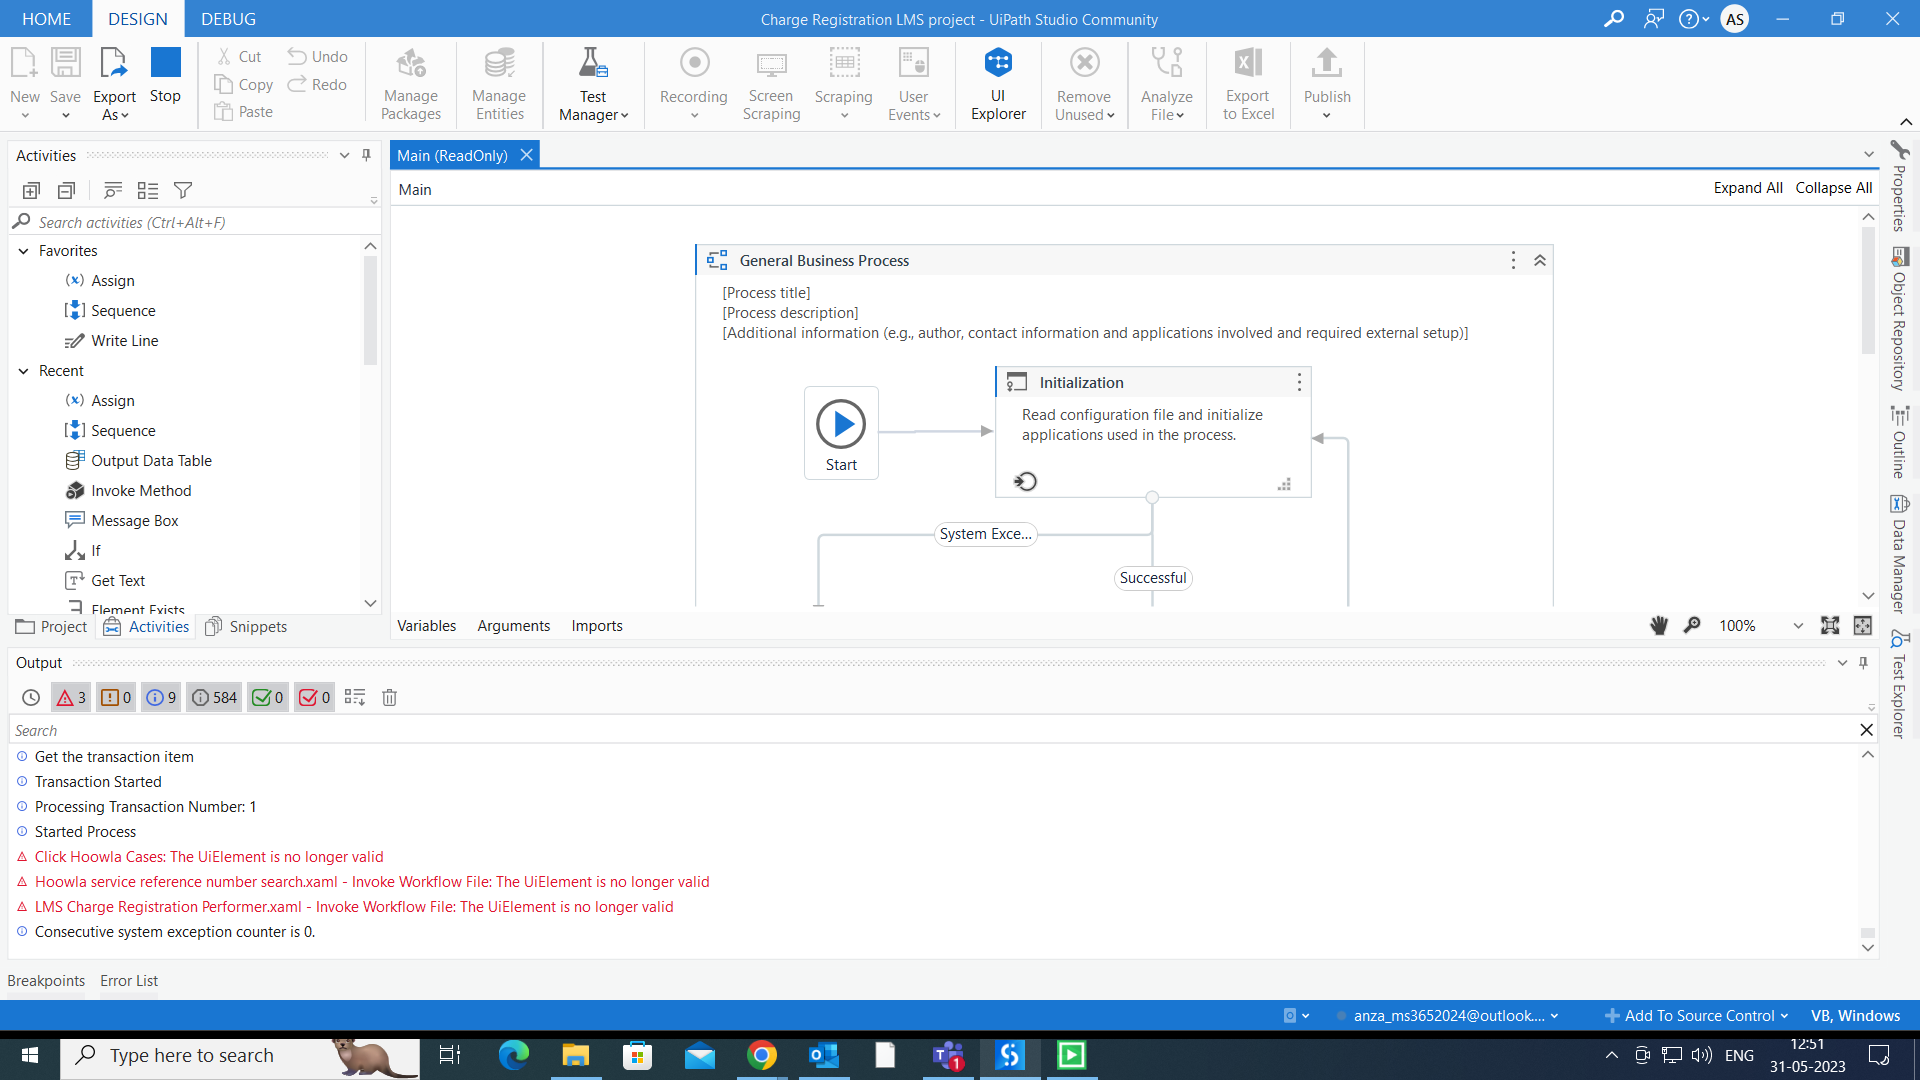 HOME DESIGN DEBUG
Charge Registration LMS project - UiPath Studio Community
AS
New Save Export As Stop
Cut Undo
Copy Redo
Paste
Manage Packages
Manage Entities
Test Manager
Recording
Screen Scraping
Scraping
User Events
UI Explorer
Remove Unused
Analyze File
Export to Excel
Publish
Activities
Search activities (Ctrl+Alt+F)
Favorites
Assign
Sequence
Write Line
Recent
Assign
Sequence
Output Data Table
Invoke Method
Message Box
If
Get Text
Element Exists
Project Activities Snippets
Main (ReadOnly)
Main
Expand All Collapse All
General Business Process
[Process title]
[Process description]
[Additional information (e.g., author, contact information and applications involved and required external setup)]
Start
Initialization
Read configuration file and initialize
applications used in the process.
System Exce...
Successful
Variables Arguments Imports
100%
Properties
Object Repository
Outline
Data Manager
Test Explorer
Output
3 0 9 584 0 0
Search
Get the transaction item
Transaction Started
Processing Transaction Number: 1
Started Process
Click Hoowla Cases: The UiElement is no longer valid
Hoowla service reference number search.xaml - Invoke Workflow File: The UiElement is no longer valid
LMS Charge Registration Performer.xaml - Invoke Workflow File: The UiElement is no longer valid
Consecutive system exception counter is 0.
Breakpoints Error List
anza_ms3652024@outlook.... Add To Source Control VB, Windows
Type here to search
1
ENG
12:51
31-05-2023